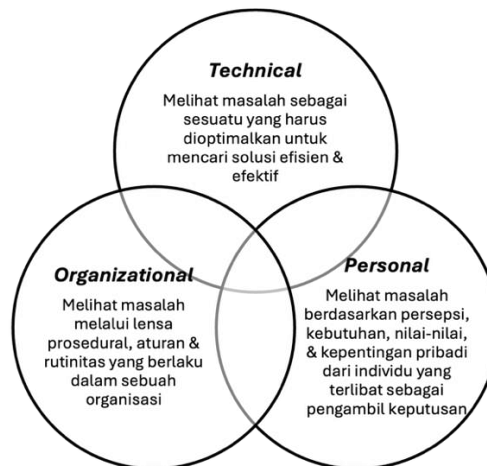 Technical
Melihat masalah sebagai
sesuatu yang harus
dioptimalkan untuk
mencari solusi efisien &
efektif
Organizational
Melihat masalah
melalui lensa
prosedural, aturan &
rutinitas yang berlaku
dalam sebuah
organisasi
Personal
Melihat masalah
berdasarkan persepsi,
kebutuhan, nilai-nilai,
& kepentingan pribadi
dari individu yang
terlibat sebagai
pengambil keputusan